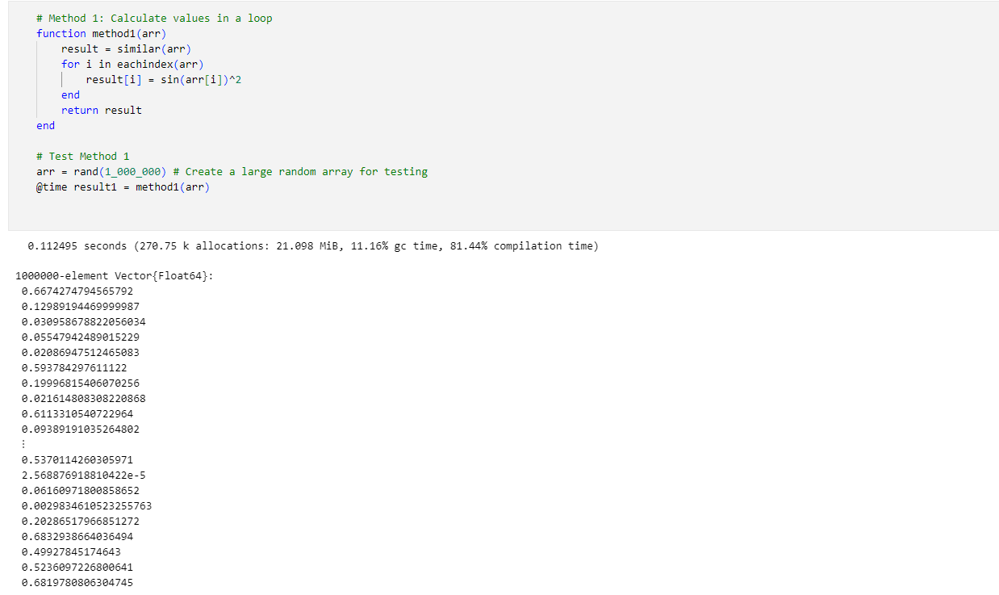 # Method 1: Calculate values in a loop
function method1(arr)
    result = similar(arr)
    for i in eachindex(arr)
        result[i] = sin(arr[i])^2
    end
    return result
end

# Test Method 1
arr = rand(1_000_000) # Create a large random array for testing
@time result1 = method1(arr)

  0.112495 seconds (270.75 k allocations: 21.098 MiB, 11.16% gc time, 81.44% compilation time)

1000000-element Vector{Float64}:
 0.6674274794565792
 0.12989194469999987
 0.030958678822056034
 0.05547942489015229
 0.02086947512465083
 0.593784297611122
 0.19996815406070256
 0.021614808308220868
 0.6113310540722964
 0.09389191035264802
 ⋮
 0.5370114260305971
 2.568876918810422e-5
 0.06160971800858652
 0.0029834610523255763
 0.20286517966851272
 0.6832938664036494
 0.49927845174643
 0.5236097226800641
 0.6819780806304745